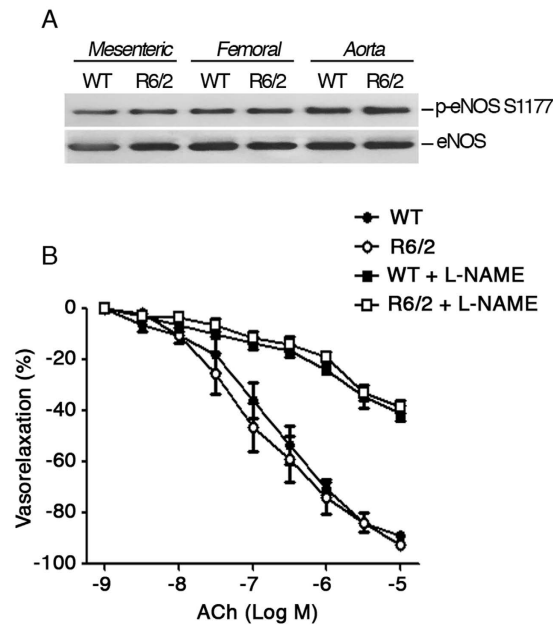 A
Mesenteric Femoral Aorta
WT R6/2 WT R6/2 WT R6/2
p-eNOS S1177
eNOS
WT
R6/2
WT + L-NAME
R6/2 + L-NAME
B
Vasorelaxation (%)
0
-20
-40
-60
-80
-100
-9 -8 -7 -6 -5
ACh (Log M)